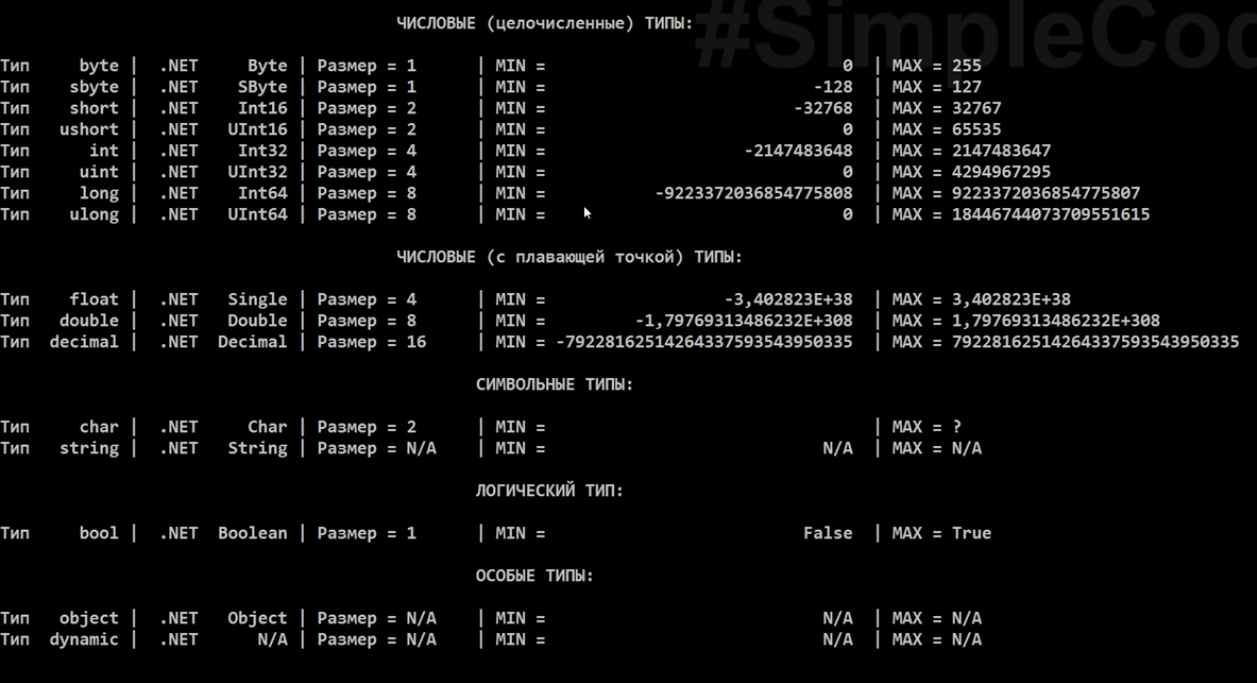 #SimpleCod
ЧИСЛОВЫЕ (целочисленные) ТИПЫ:
Тип byte | .NET Byte | Размер = 1 | MIN = 0 | MAX = 255
Тип sbyte | .NET SByte | Размер = 1 | MIN = -128 | MAX = 127
Тип short | .NET Int16 | Размер = 2 | MIN = -32768 | MAX = 32767
Тип ushort | .NET UInt16 | Размер = 2 | MIN = 0 | MAX = 65535
Тип int | .NET Int32 | Размер = 4 | MIN = -2147483648 | MAX = 2147483647
Тип uint | .NET UInt32 | Размер = 4 | MIN = 0 | MAX = 4294967295
Тип long | .NET Int64 | Размер = 8 | MIN = -9223372036854775808 | MAX = 9223372036854775807
Тип ulong | .NET UInt64 | Размер = 8 | MIN = 0 | MAX = 18446744073709551615
ЧИСЛОВЫЕ (с плавающей точкой) ТИПЫ:
Тип float | .NET Single | Размер = 4 | MIN = -3,402823E+38 | MAX = 3,402823E+38
Тип double | .NET Double | Размер = 8 | MIN = -1,79769313486232E+308 | MAX = 1,79769313486232E+308
Тип decimal | .NET Decimal | Размер = 16 | MIN = -79228162514264337593543950335 | MAX = 79228162514264337593543950335
СИМВОЛЬНЫЕ ТИПЫ:
Тип char | .NET Char | Размер = 2 | MIN = | MAX = ?
Тип string | .NET String | Размер = N/A | MIN = N/A | MAX = N/A
ЛОГИЧЕСКИЙ ТИП:
Тип bool | .NET Boolean | Размер = 1 | MIN = False | MAX = True
ОСОБЫЕ ТИПЫ:
Тип object | .NET Object | Размер = N/A | MIN = N/A | MAX = N/A
Тип dynamic | .NET N/A | Размер = N/A | MIN = N/A | MAX = N/A